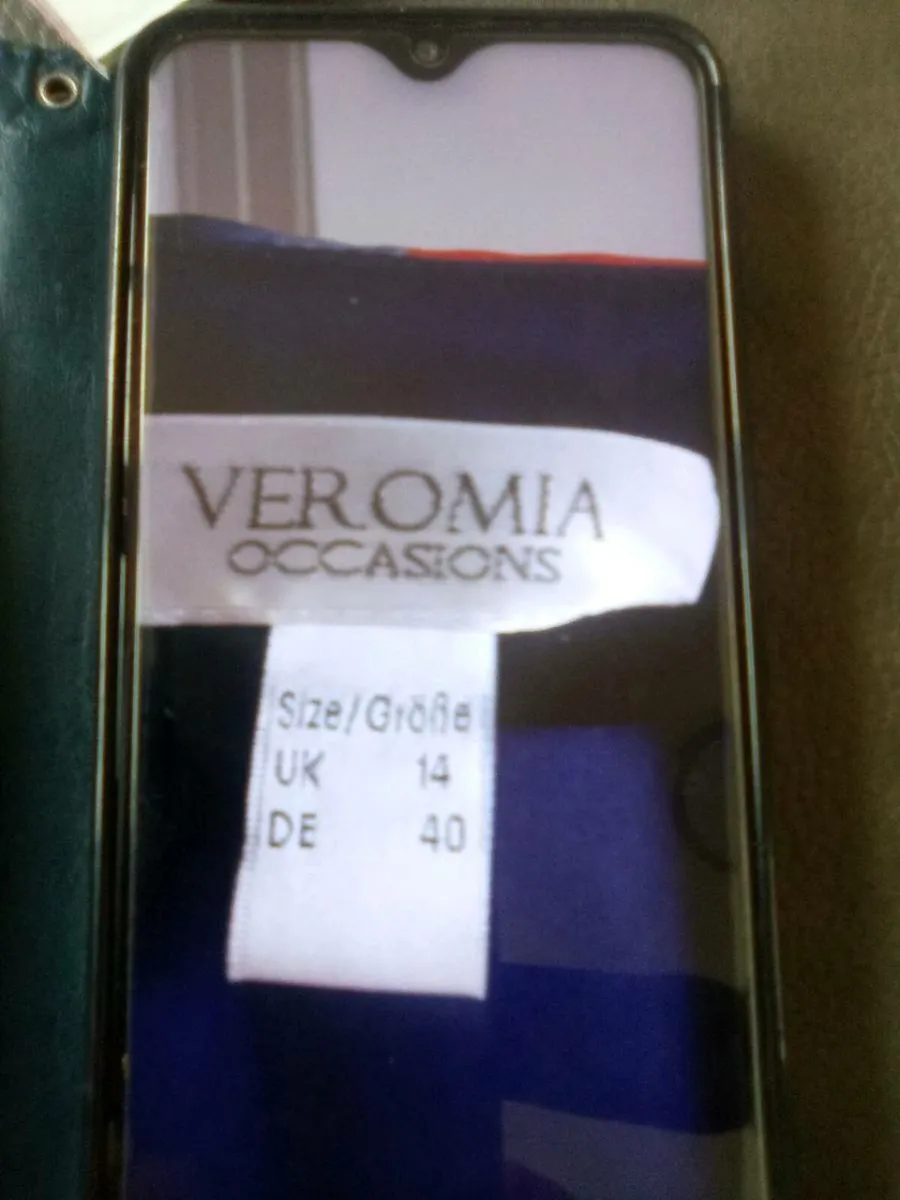 VEROMIA
OCCASIONS
Size/Größe
UK 14
DE 40